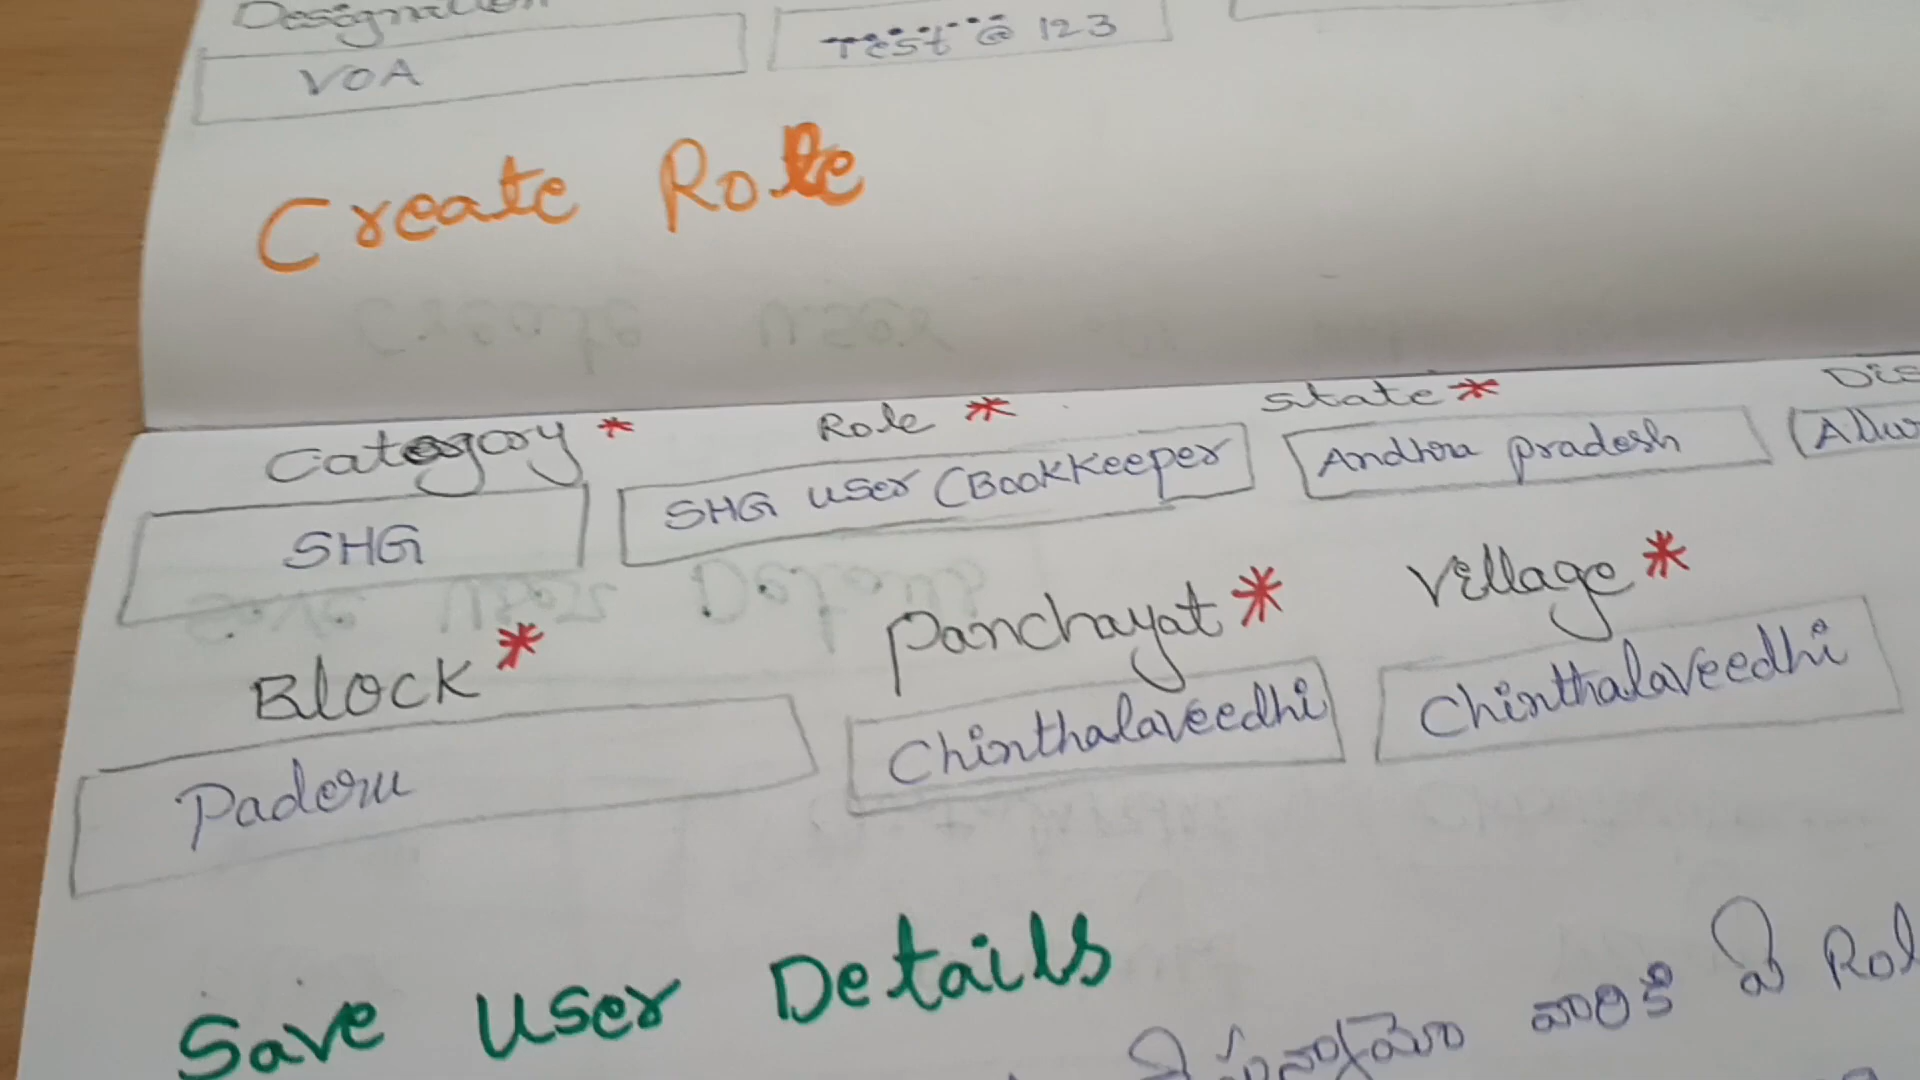 Designation
VOA Test@123
Create Role
Category * Role * State *
SHG SHG User (Bookkeeper Andhra pradesh
Block * Panchayat * Village *
Paderu Chinthalaveedhi Chinthalaveedhi
Save User Details
వారికి ఏ